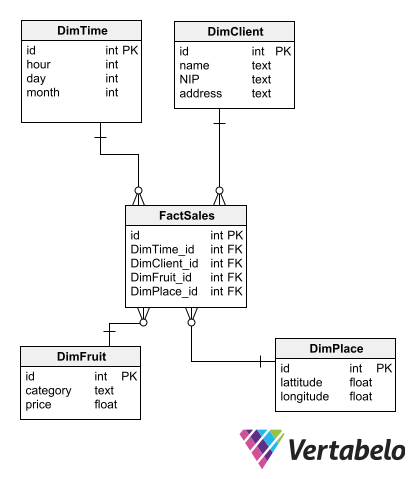 DimTime
id int PK
hour int
day int
month int
DimClient
id int PK
name text
NIP text
address text
FactSales
id int PK
DimTime_id int FK
DimClient_id int FK
DimFruit_id int FK
DimPlace_id int FK
DimFruit
id int PK
category text
price float
DimPlace
id int PK
lattitude float
longitude float
Vertabelo